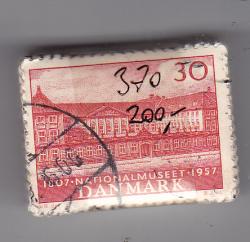 370 30
200,-
1807 · NATIONALMUSEET · 1957
DANMARK